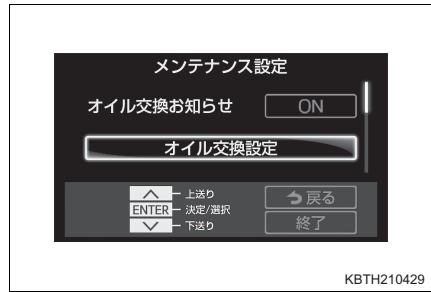 メンテナンス設定
オイル交換お知らせ ON
オイル交換設定
上送り
ENTER 決定/選択
下送り
戻る
終了
KBTH210429